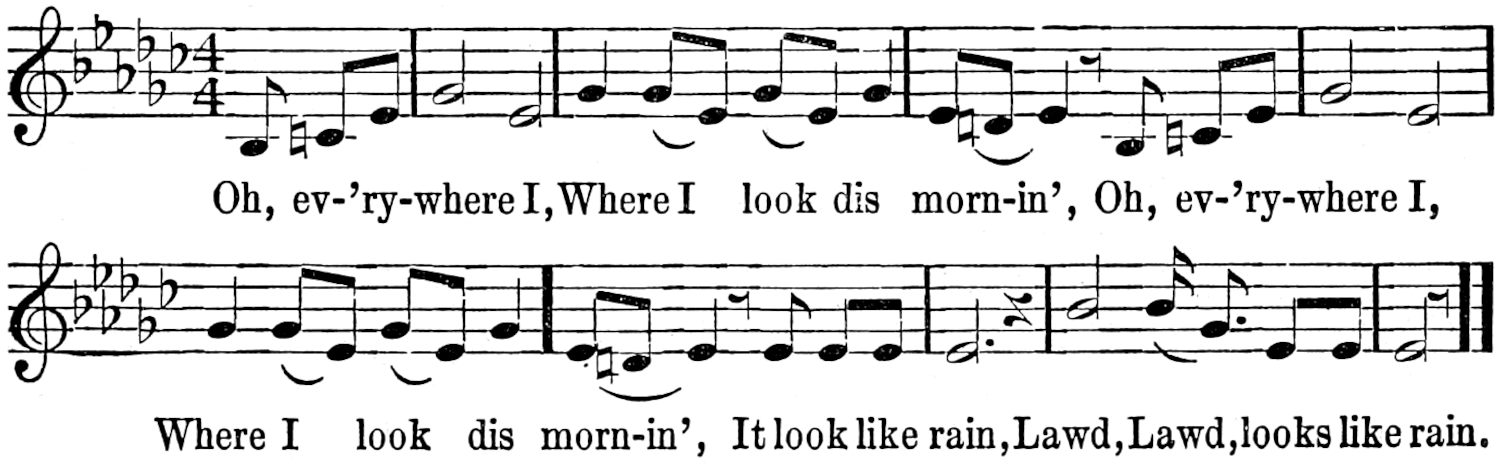 4
4
Oh, ev-'ry-where I, Where I look dis morn-in', Oh, ev-'ry-where I,
Where I look dis morn-in', It look like rain, Lawd, Lawd, looks like rain.